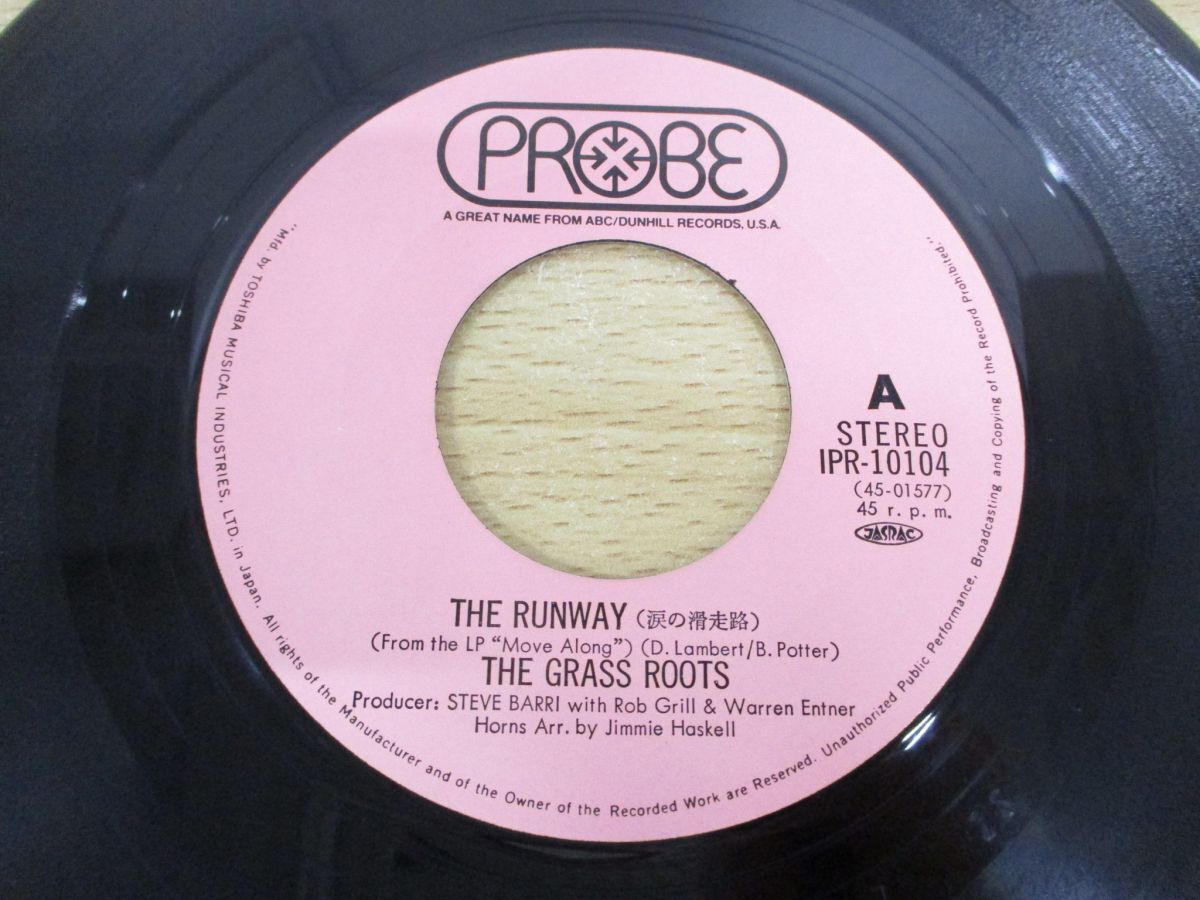 PROBE
A GREAT NAME FROM ABC/DUNHILL RECORDS, U.S.A.
A
STEREO
IPR-10104
(45-01577)
45 r.p.m.
JASRAC
THE RUNWAY (涙の滑走路)
(From the LP “Move Along”) (D. Lambert/B. Potter)
THE GRASS ROOTS
Producer: STEVE BARRI with Rob Grill & Warren Entner
Horns Arr. by Jimmie Haskell
"Mfd. by TOSHIBA MUSICAL INDUSTRIES, LTD. in Japan. All rights of the Manufacturer and of the Owner of the Recorded Work are Reserved. Unauthorized Public Performance, Broadcasting and Copying of the Record Prohibited."